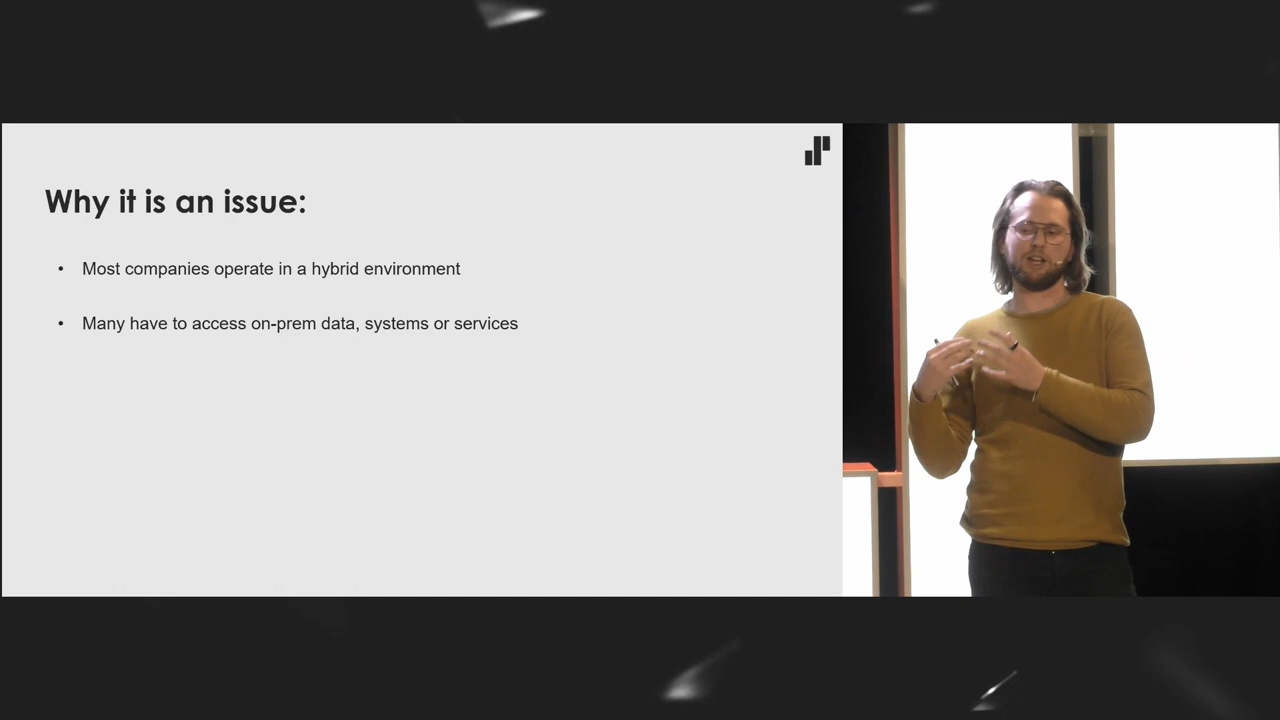 Why it is an issue:
• Most companies operate in a hybrid environment
• Many have to access on-prem data, systems or services